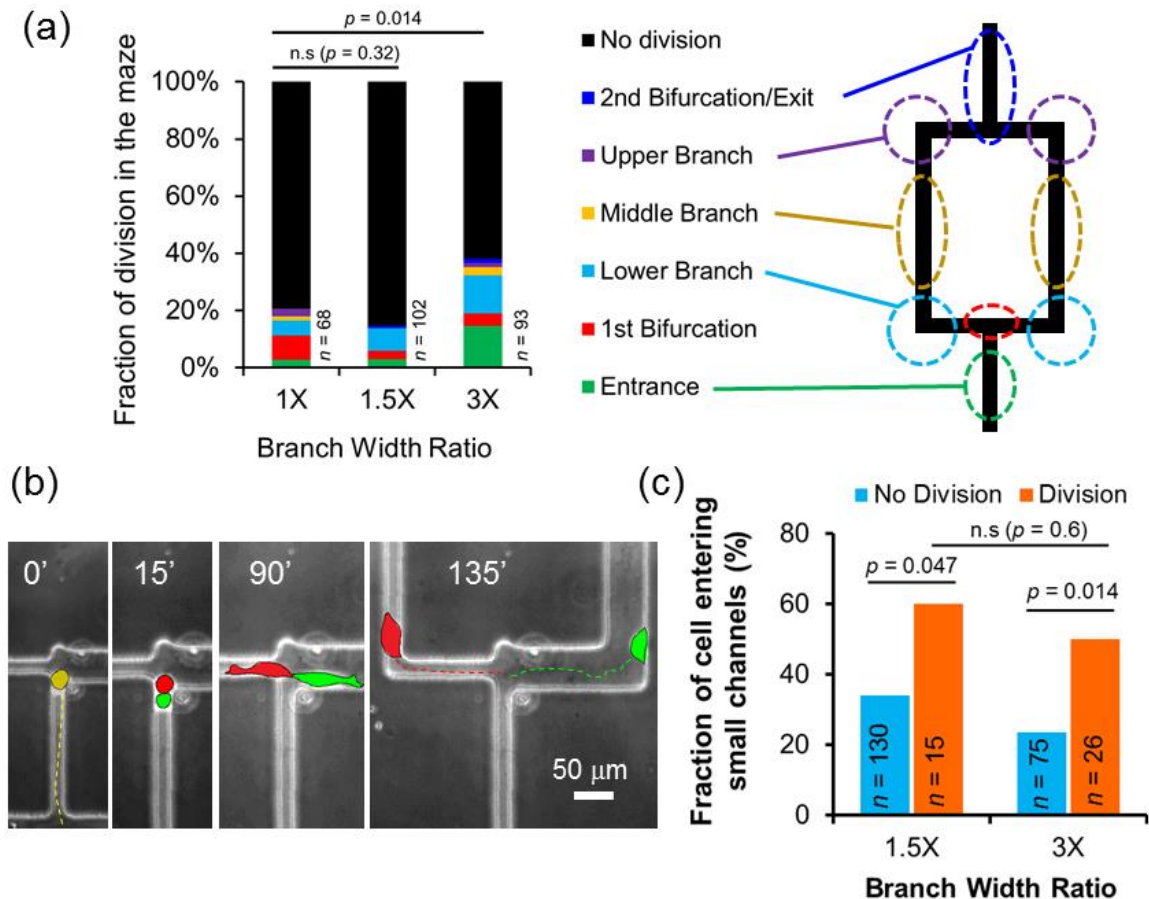 (a)
p = 0.014
n.s (p = 0.32)
Fraction of division in the maze
100%
80%
60%
40%
20%
0%
n = 68
n = 102
n = 93
1X
1.5X
3X
Branch Width Ratio
No division
2nd Bifurcation/Exit
Upper Branch
Middle Branch
Lower Branch
1st Bifurcation
Entrance
(b)
0’
15’
90’
135’
50 μm
(c)
No Division
Division
Fraction of cell entering
small channels (%)
n.s (p = 0.6)
p = 0.047
p = 0.014
80
60
40
20
0
n = 130
n = 15
n = 75
n = 26
1.5X
3X
Branch Width Ratio